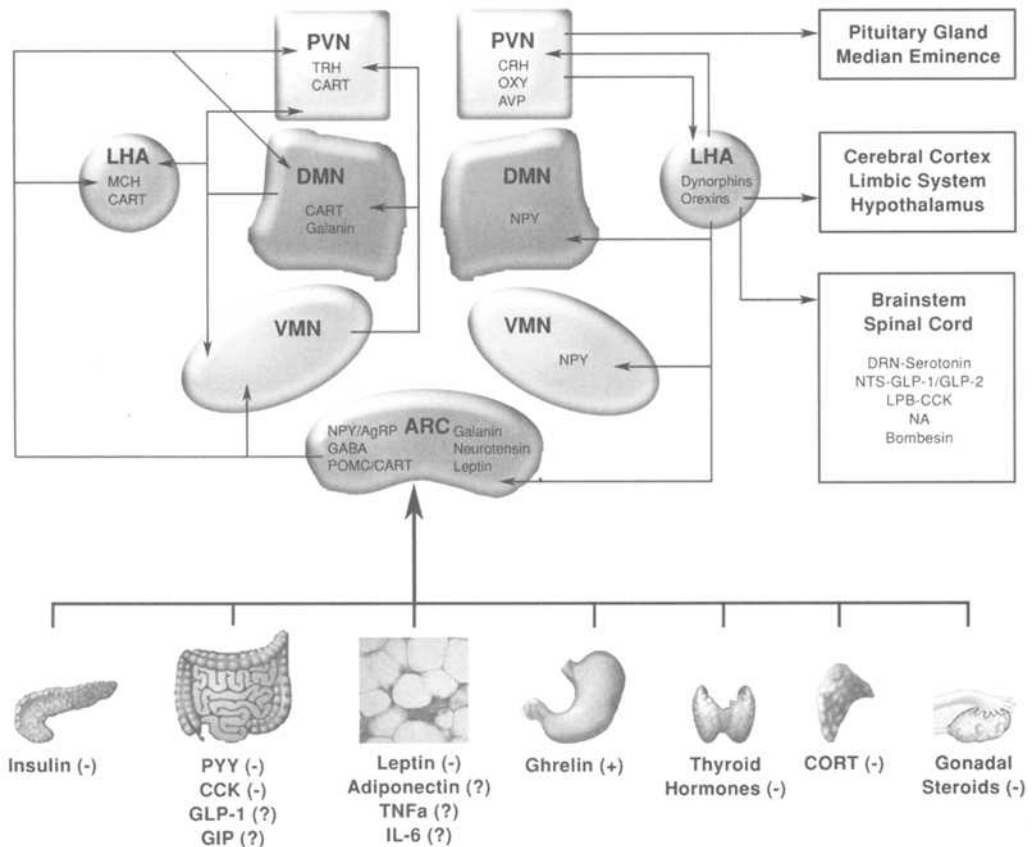 PVN
TRH
CART
PVN
CRH
OXY
AVP
Pituitary Gland
Median Eminence
LHA
MCH
CART
DMN
CART
Galanin
DMN
NPY
LHA
Dynorphins
Orexins
Cerebral Cortex
Limbic System
Hypothalamus
VMN
VMN
NPY
Brainstem
Spinal Cord
DRN-Serotonin
NTS-GLP-1/GLP-2
LPB-CCK
NA
Bombesin
ARC
NPY/AgRP
GABA
POMC/CART
Galanin
Neurotensin
Leptin
Insulin (-)
PYY (-)
CCK (-)
GLP-1 (?)
GIP (?)
Leptin (-)
Adiponectin (?)
TNFa (?)
IL-6 (?)
Ghrelin (+)
Thyroid
Hormones (-)
CORT (-)
Gonadal
Steroids (-)